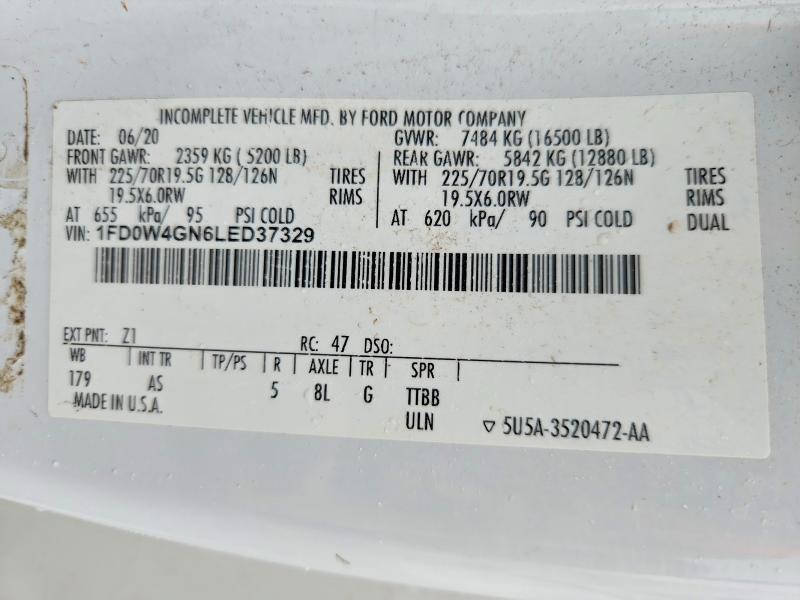 INCOMPLETE VEHICLE MFD. BY FORD MOTOR COMPANY
DATE: 06/20 GVWR: 7484 KG (16500 LB)
FRONT GAWR: 2359 KG ( 5200 LB) REAR GAWR: 5842 KG (12880 LB)
WITH 225/70R19.5G 128/126N TIRES WITH 225/70R19.5G 128/126N TIRES
19.5X6.0RW RIMS 19.5X6.0RW RIMS
AT 655 kPa/ 95 PSI COLD AT 620 kPa/ 90 PSI COLD DUAL
VIN: 1FD0W4GN6LED37329
EXT PNT: Z1 RC: 47 DSO:
WB INT TR TP/PS R AXLE TR SPR
179 AS 5 8L G TTBB
MADE IN U.S.A. ULN ▽ 5U5A-3520472-AA